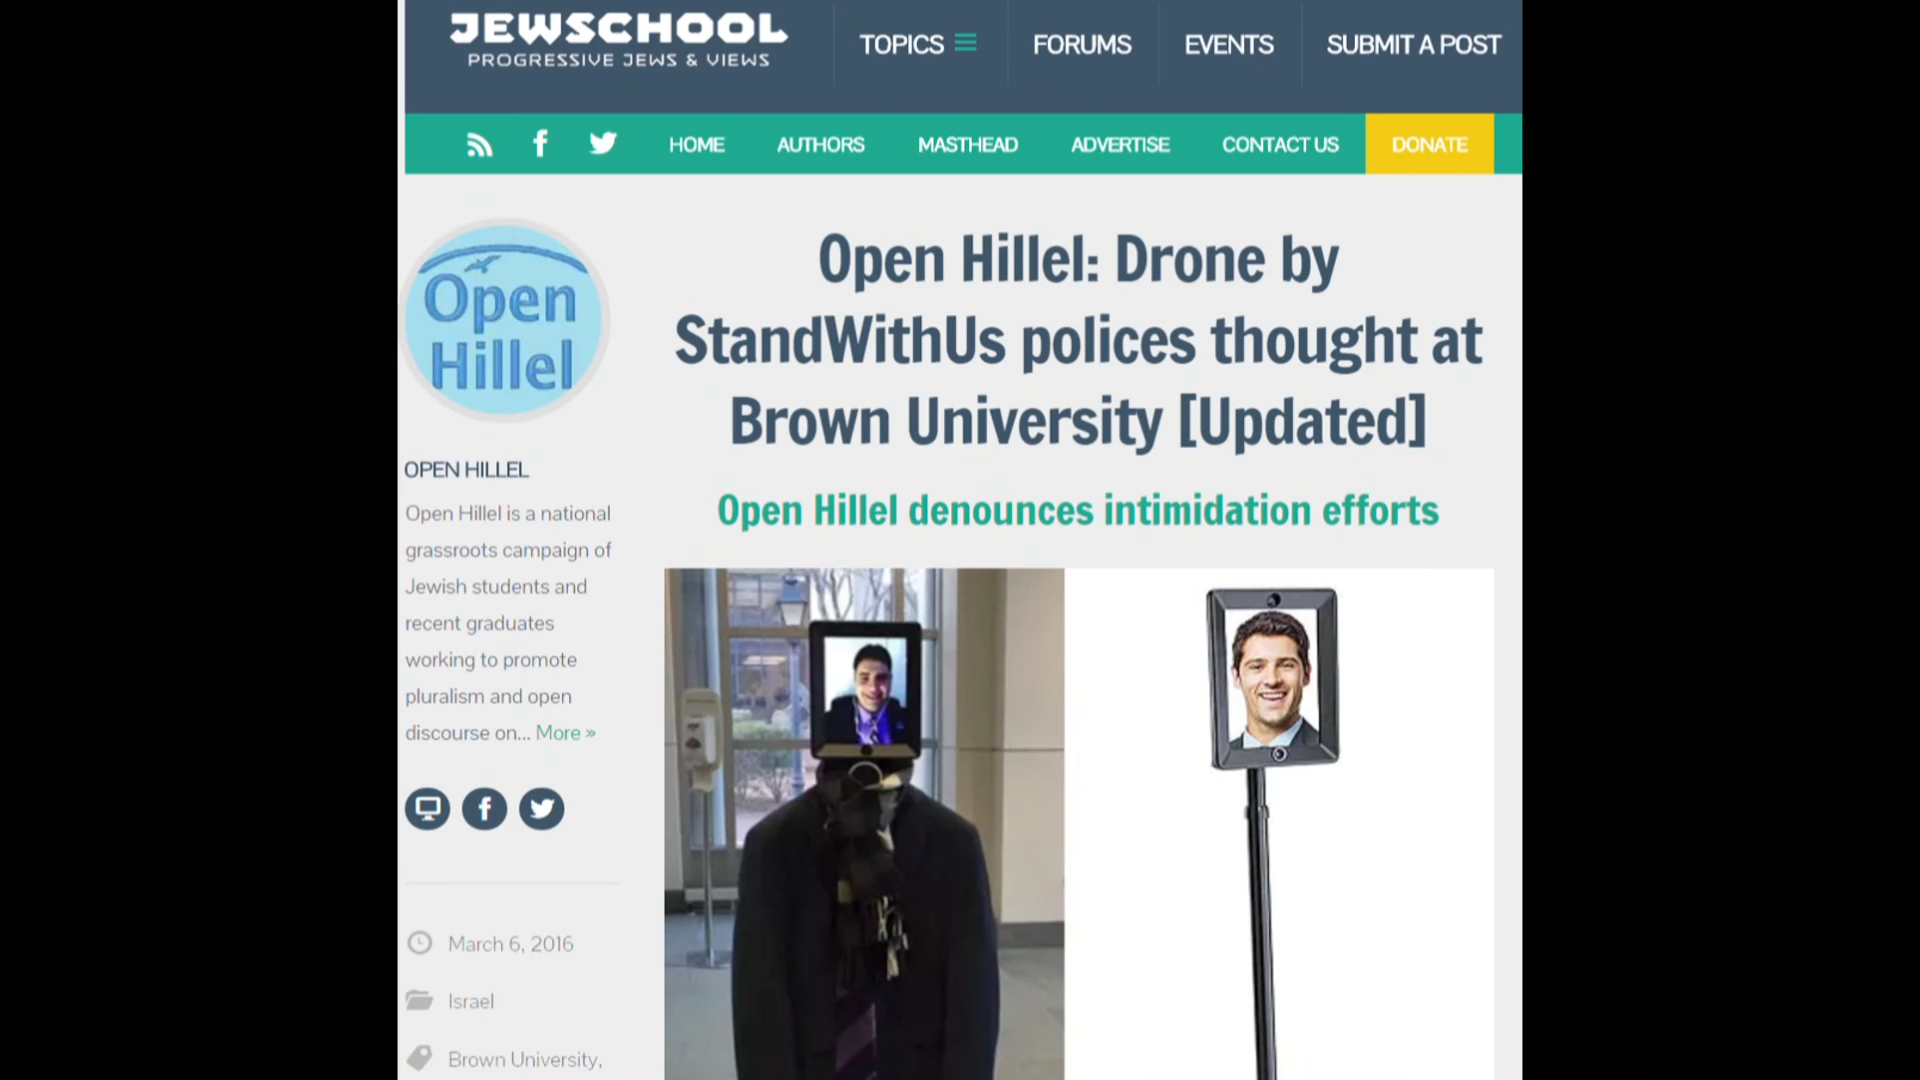 JEWSCHOOL
PROGRESSIVE JEWS & VIEWS
TOPICS
FORUMS
EVENTS
SUBMIT A POST
HOME
AUTHORS
MASTHEAD
ADVERTISE
CONTACT US
DONATE
Open
Hillel
OPEN HILLEL
Open Hillel is a national
grassroots campaign of
Jewish students and
recent graduates
working to promote
pluralism and open
discourse on... More »
March 6, 2016
Israel
Brown University,
Open Hillel: Drone by
StandWithUs polices thought at
Brown University [Updated]
Open Hillel denounces intimidation efforts